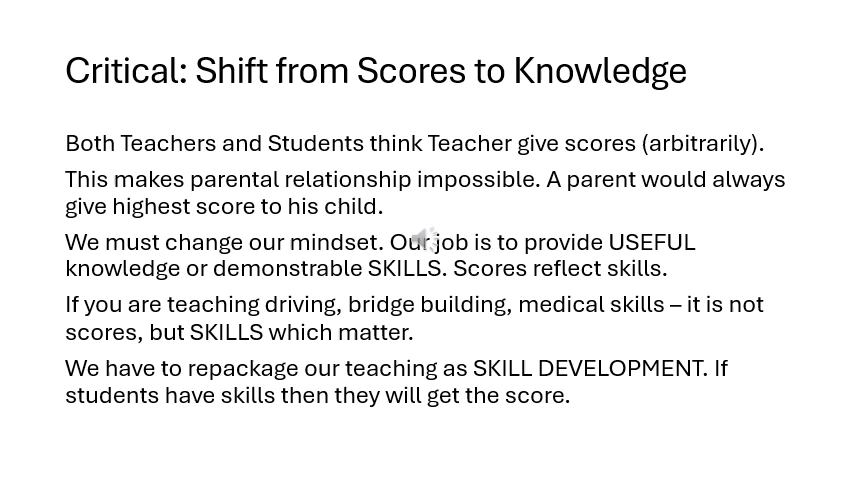 Critical: Shift from Scores to Knowledge
Both Teachers and Students think Teacher give scores (arbitrarily).
This makes parental relationship impossible. A parent would always
give highest score to his child.
We must change our mindset. Our job is to provide USEFUL
knowledge or demonstrable SKILLS. Scores reflect skills.
If you are teaching driving, bridge building, medical skills – it is not
scores, but SKILLS which matter.
We have to repackage our teaching as SKILL DEVELOPMENT. If
students have skills then they will get the score.